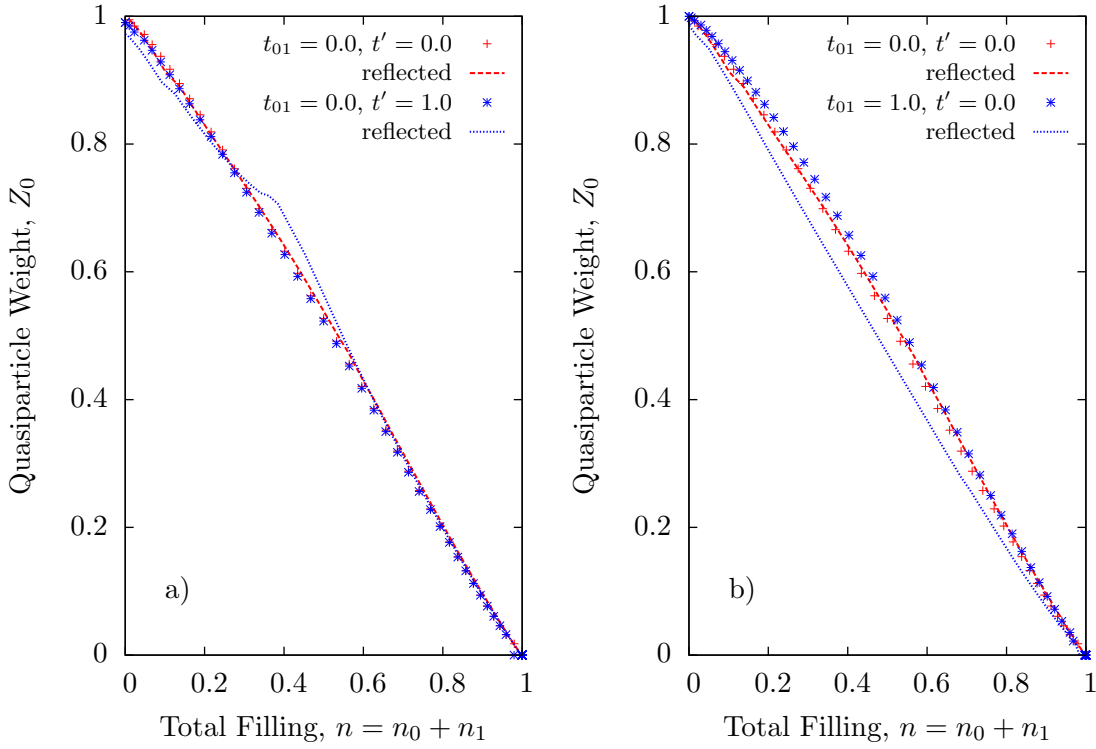 Quasiparticle Weight, Z₀
1
0.8
0.6
0.4
0.2
0
0
0.2
0.4
0.6
0.8
1
Total Filling, n = n₀ + n₁
t₀₁ = 0.0, t′ = 0.0
reflected
t₀₁ = 0.0, t′ = 1.0
reflected
a)
Quasiparticle Weight, Z₀
1
0.8
0.6
0.4
0.2
0
0
0.2
0.4
0.6
0.8
1
Total Filling, n = n₀ + n₁
t₀₁ = 0.0, t′ = 0.0
reflected
t₀₁ = 1.0, t′ = 0.0
reflected
b)